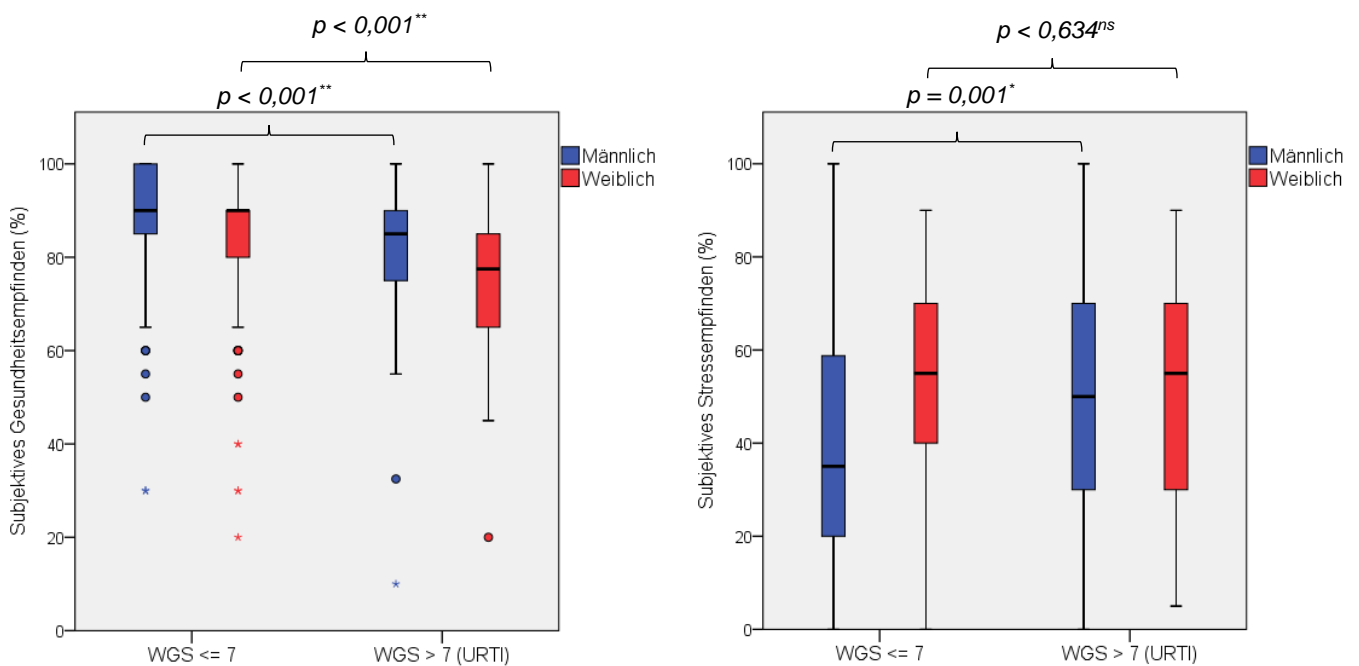 p < 0,001**
p < 0,001**
Männlich
Weiblich
Subjektives Gesundheitsempfinden (%)
100
80
60
40
20
0
WGS <= 7
WGS > 7 (URTI)
p < 0,634ns
p = 0,001*
Männlich
Weiblich
Subjektives Stressempfinden (%)
100
80
60
40
20
0
WGS <= 7
WGS > 7 (URTI)